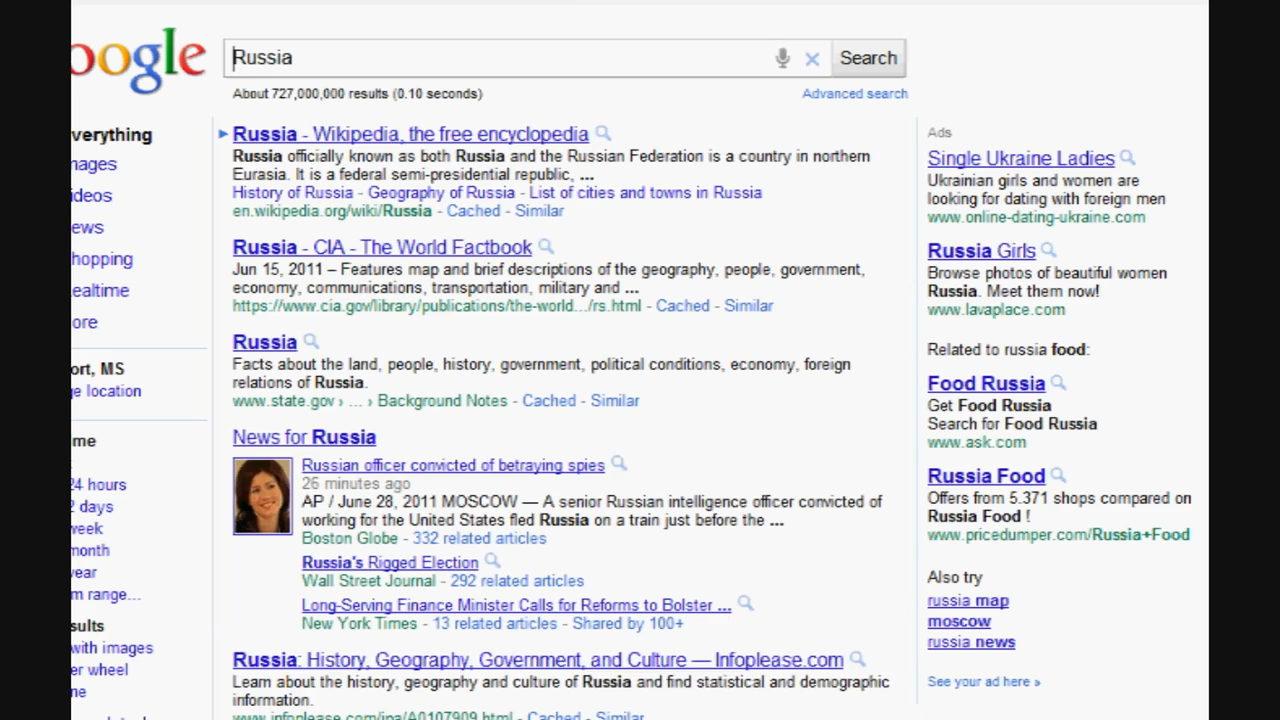 oogle
Russia
Search
About 727,000,000 results (0.10 seconds)
Advanced search
verything
mages
ideos
ews
hopping
ealtime
ore
ort, MS
ge location
me
24 hours
2 days
week
month
year
m range...
sults
with images
er wheel
ne
Russia - Wikipedia, the free encyclopedia
Russia officially known as both Russia and the Russian Federation is a country in northern
Eurasia. It is a federal semi-presidential republic, ...
History of Russia - Geography of Russia - List of cities and towns in Russia
en.wikipedia.org/wiki/Russia - Cached - Similar
Russia - CIA - The World Factbook
Jun 15, 2011 – Features map and brief descriptions of the geography, people, government,
economy, communications, transportation, military and ...
https://www.cia.gov/library/publications/the-world.../rs.html - Cached - Similar
Russia
Facts about the land, people, history, government, political conditions, economy, foreign
relations of Russia.
www.state.gov › ... › Background Notes - Cached - Similar
News for Russia
Russian officer convicted of betraying spies
26 minutes ago
AP / June 28, 2011 MOSCOW — A senior Russian intelligence officer convicted of
working for the United States fled Russia on a train just before the ...
Boston Globe - 332 related articles
Russia's Rigged Election
Wall Street Journal - 292 related articles
Long-Serving Finance Minister Calls for Reforms to Bolster ...
New York Times - 13 related articles - Shared by 100+
Russia: History, Geography, Government, and Culture — Infoplease.com
Learn about the history, geography and culture of Russia and find statistical and demographic
information.
www.infoplease.com/ipa/A0107909.html - Cached - Similar
Ads
Single Ukraine Ladies
Ukrainian girls and women are
looking for dating with foreign men
www.online-dating-ukraine.com
Russia Girls
Browse photos of beautiful women
Russia. Meet them now!
www.lavaplace.com
Related to russia food:
Food Russia
Get Food Russia
Search for Food Russia
www.ask.com
Russia Food
Offers from 5.371 shops compared on
Russia Food !
www.pricedumper.com/Russia+Food
Also try
russia map
moscow
russia news
See your ad here »